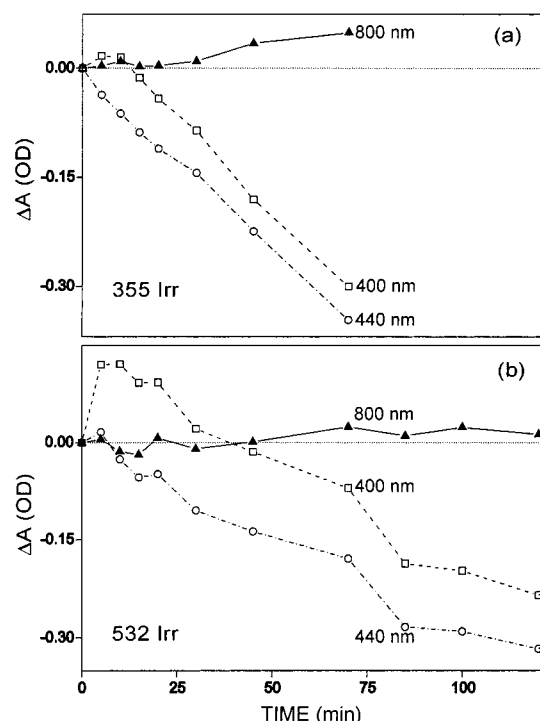 (a)
800 nm
0.00
-0.15
-0.30
ΔA (OD)
400 nm
440 nm
355 Irr
(b)
800 nm
0.00
-0.15
-0.30
ΔA (OD)
400 nm
440 nm
532 Irr
0 25 50 75 100
TIME (min)